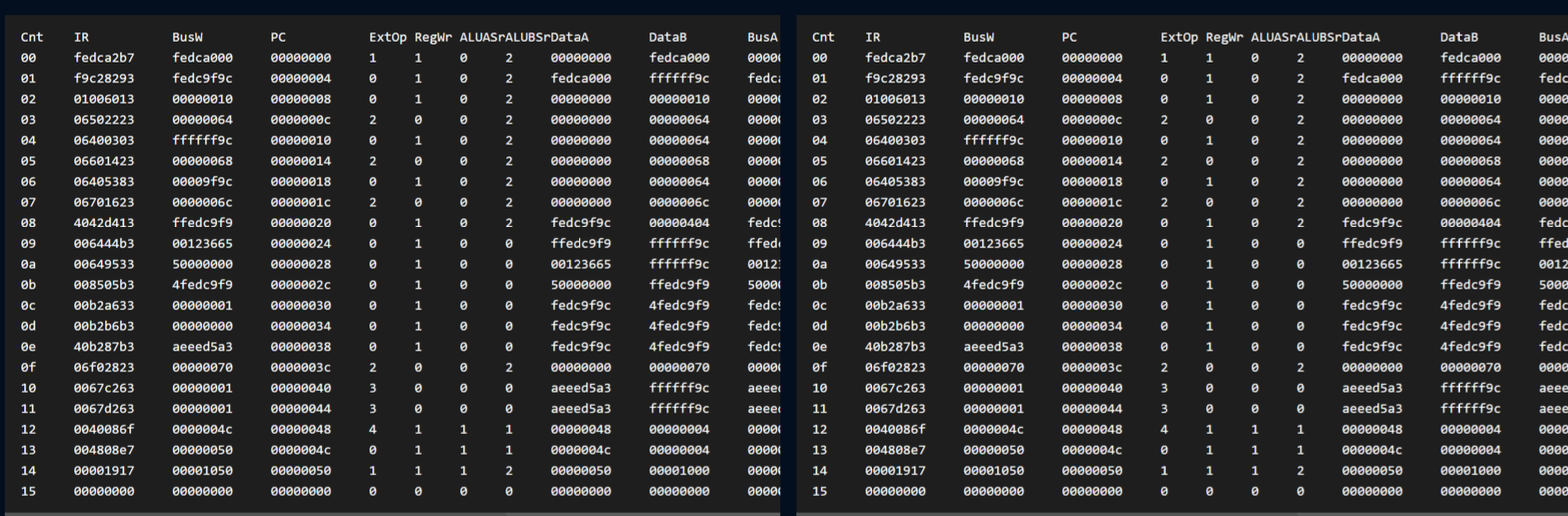 Cnt IR BusW PC ExtOp RegWr ALUASrALUBSrDataA DataB BusA
00 fedca2b7 fedca000 00000000 1 1 0 2 00000000 fedca000 0000
01 f9c28293 fedc9f9c 00000004 0 1 0 2 fedca000 ffffff9c fedca
02 01006013 00000010 00000008 0 1 0 2 00000000 00000010 0000
03 06502223 00000064 0000000c 2 0 0 2 00000000 00000064 0000
04 06400303 ffffff9c 00000010 0 1 0 2 00000000 00000064 0000
05 06601423 00000068 00000014 2 0 0 2 00000000 00000068 0000
06 06405383 00009f9c 00000018 0 1 0 2 00000000 00000064 0000
07 06701623 0000006c 0000001c 2 0 0 2 00000000 0000006c 0000
08 4042d413 ffedc9f9 00000020 0 1 0 2 fedc9f9c 00000404 fedc9
09 006444b3 00123665 00000024 0 1 0 0 ffedc9f9 ffffff9c ffed
0a 00649533 50000000 00000028 0 1 0 0 00123665 ffffff9c 0012
0b 008505b3 4fedc9f9 0000002c 0 1 0 0 50000000 ffedc9f9 5000
0c 00b2a633 00000001 00000030 0 1 0 0 fedc9f9c 4fedc9f9 fedc9
0d 00b2b6b3 00000000 00000034 0 1 0 0 fedc9f9c 4fedc9f9 fedc9
0e 40b287b3 aeeed5a3 00000038 0 1 0 0 fedc9f9c 4fedc9f9 fedc9
0f 06f02823 00000070 0000003c 2 0 0 2 00000000 00000070 0000
10 0067c263 00000001 00000040 3 0 0 0 aeeed5a3 ffffff9c aeee
11 0067d263 00000001 00000044 3 0 0 0 aeeed5a3 ffffff9c aeee
12 0040086f 0000004c 00000048 4 1 1 1 00000048 00000004 0000
13 004808e7 00000050 0000004c 0 1 1 1 0000004c 00000004 0000
14 00001917 00001050 00000050 1 1 1 2 00000050 00001000 0000
15 00000000 00000000 00000000 0 0 0 0 00000000 00000000 0000
Cnt IR BusW PC ExtOp RegWr ALUASrALUBSrDataA DataB BusA
00 fedca2b7 fedca000 00000000 1 1 0 2 00000000 fedca000 0000
01 f9c28293 fedc9f9c 00000004 0 1 0 2 fedca000 ffffff9c fedc
02 01006013 00000010 00000008 0 1 0 2 00000000 00000010 0000
03 06502223 00000064 0000000c 2 0 0 2 00000000 00000064 0000
04 06400303 ffffff9c 00000010 0 1 0 2 00000000 00000064 0000
05 06601423 00000068 00000014 2 0 0 2 00000000 00000068 0000
06 06405383 00009f9c 00000018 0 1 0 2 00000000 00000064 0000
07 06701623 0000006c 0000001c 2 0 0 2 00000000 0000006c 0000
08 4042d413 ffedc9f9 00000020 0 1 0 2 fedc9f9c 00000404 fedc
09 006444b3 00123665 00000024 0 1 0 0 ffedc9f9 ffffff9c ffed
0a 00649533 50000000 00000028 0 1 0 0 00123665 ffffff9c 0012
0b 008505b3 4fedc9f9 0000002c 0 1 0 0 50000000 ffedc9f9 5000
0c 00b2a633 00000001 00000030 0 1 0 0 fedc9f9c 4fedc9f9 fedc
0d 00b2b6b3 00000000 00000034 0 1 0 0 fedc9f9c 4fedc9f9 fedc
0e 40b287b3 aeeed5a3 00000038 0 1 0 0 fedc9f9c 4fedc9f9 fedc
0f 06f02823 00000070 0000003c 2 0 0 2 00000000 00000070 0000
10 0067c263 00000001 00000040 3 0 0 0 aeeed5a3 ffffff9c aeee
11 0067d263 00000001 00000044 3 0 0 0 aeeed5a3 ffffff9c aeee
12 0040086f 0000004c 00000048 4 1 1 1 00000048 00000004 0000
13 004808e7 00000050 0000004c 0 1 1 1 0000004c 00000004 0000
14 00001917 00001050 00000050 1 1 1 2 00000050 00001000 0000
15 00000000 00000000 00000000 0 0 0 0 00000000 00000000 0000